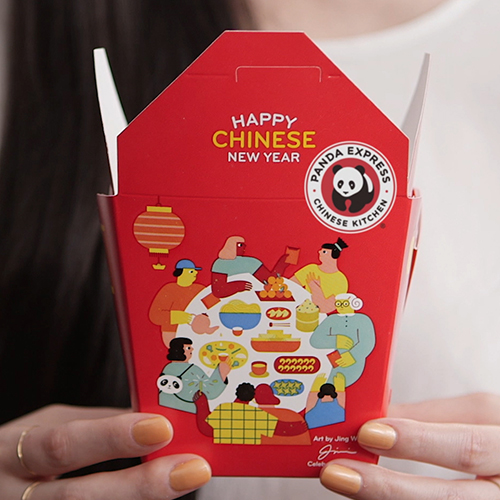 HAPPY
CHINESE
NEW YEAR
PANDA EXPRESS
CHINESE KITCHEN
Art by Jing